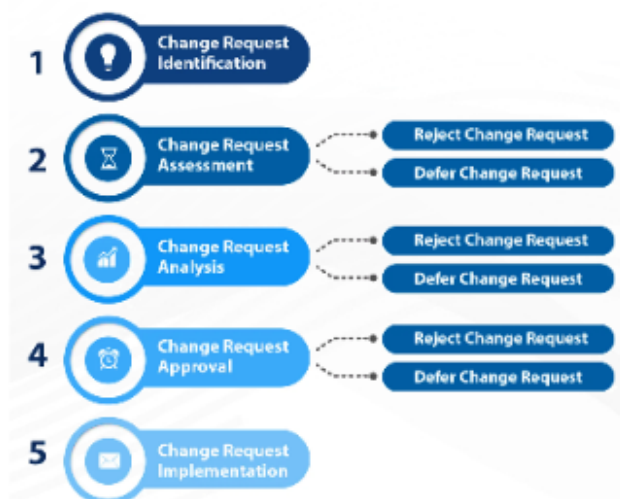 1
Change Request
Identification
2
Change Request
Assessment
Reject Change Request
Defer Change Request
3
Change Request
Analysis
Reject Change Request
Defer Change Request
4
Change Request
Approval
Reject Change Request
Defer Change Request
5
Change Request
Implementation